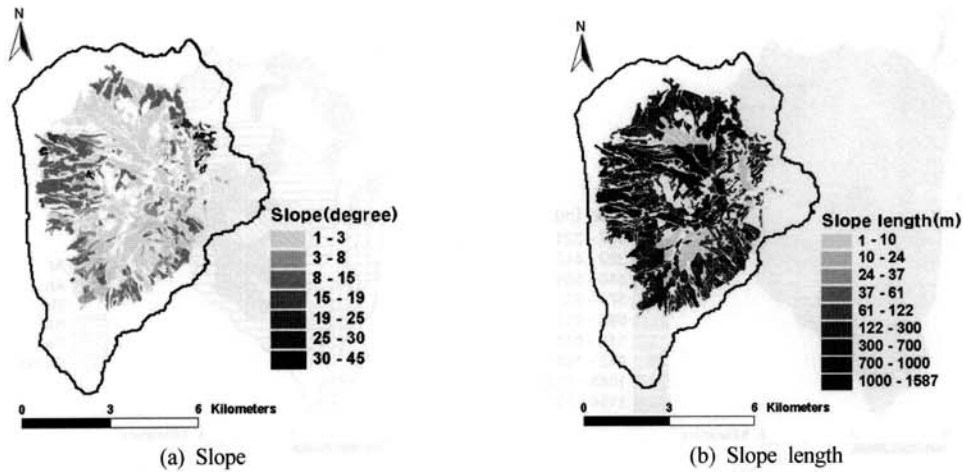 N
Slope(degree)
1 - 3
3 - 8
8 - 15
15 - 19
19 - 25
25 - 30
30 - 45
0 3 6 Kilometers
(a) Slope
N
Slope length(m)
1 - 10
10 - 24
24 - 37
37 - 61
61 - 122
122 - 300
300 - 700
700 - 1000
1000 - 1587
0 3 6 Kilometers
(b) Slope length